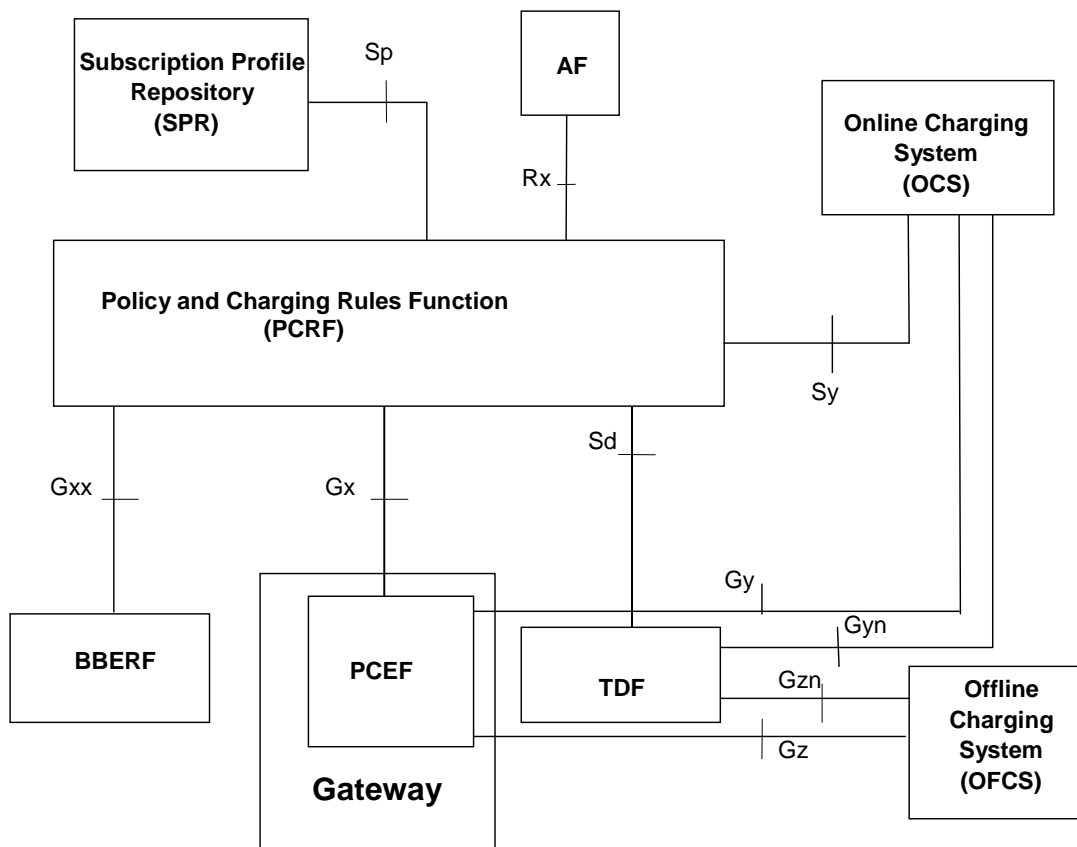 Subscription Profile
Repository
(SPR)
Sp
AF
Online Charging
System
(OCS)
Rx
Policy and Charging Rules Function
(PCRF)
Sy
Sd
Gxx
Gx
Gy
Gyn
BBERF
PCEF
TDF
Gzn
Offline
Charging
System
(OFCS)
Gz
Gateway